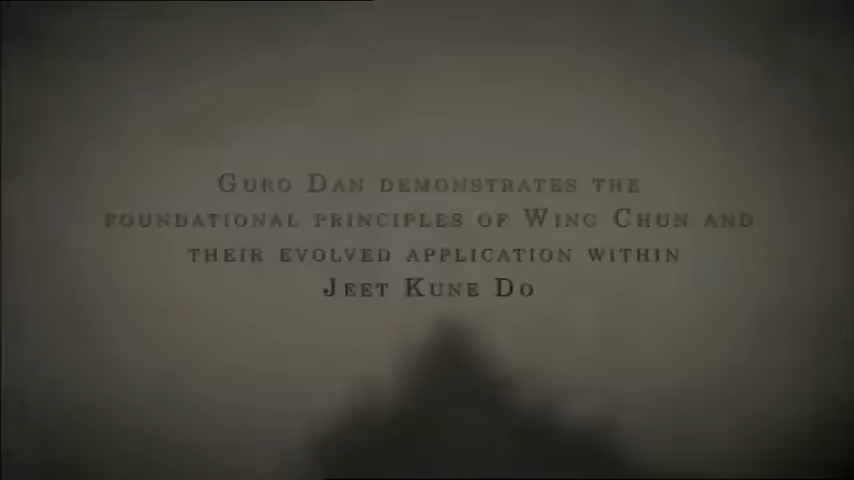 Guro Dan demonstrates the
foundational principles of Wing Chun and
their evolved application within
Jeet Kune Do